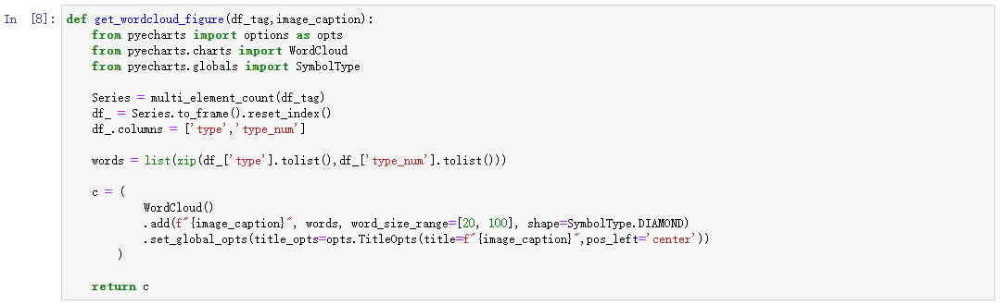 In [8]: def get_wordcloud_figure(df_tag,image_caption):
    from pyecharts import options as opts
    from pyecharts.charts import WordCloud
    from pyecharts.globals import SymbolType

    Series = multi_element_count(df_tag)
    df_ = Series.to_frame().reset_index()
    df_.columns = ['type','type_num']

    words = list(zip(df_['type'].tolist(),df_['type_num'].tolist()))

    c = (
            WordCloud()
            .add(f"{image_caption}", words, word_size_range=[20, 100], shape=SymbolType.DIAMOND)
            .set_global_opts(title_opts=opts.TitleOpts(title=f"{image_caption}",pos_left='center'))
        )

    return c